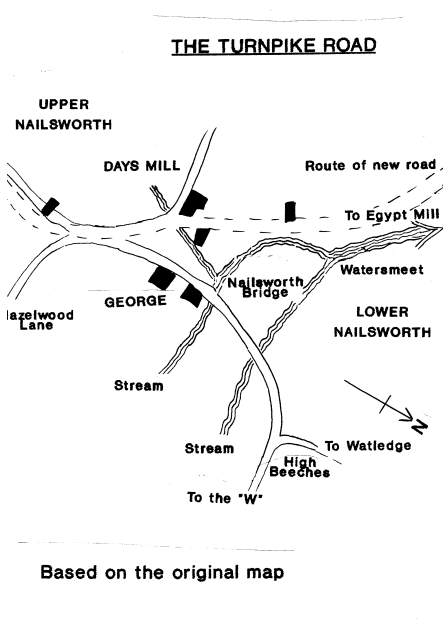 THE TURNPIKE ROAD
UPPER
NAILSWORTH
DAYS MILL
Route of new road
To Egypt Mill
Watersmeet
Nailsworth
Bridge
GEORGE
LOWER
NAILSWORTH
lazelwood
Lane
Stream
N
Stream
To Watledge
High
Beeches
To the "W"
Based on the original map